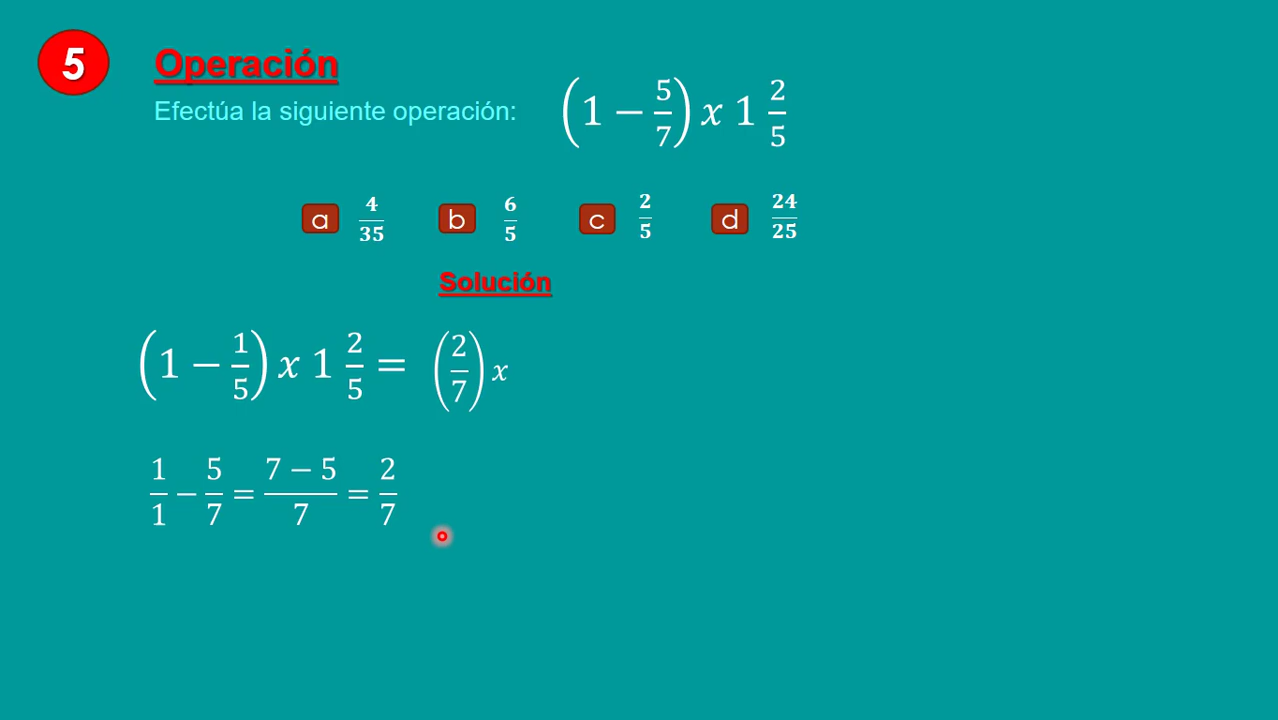 5
Operación
Efectúa la siguiente operación: (1 − 5/7) x 1 2/5
a 4/35 b 6/5 c 2/5 d 24/25
Solución
(1 − 1/5) x 1 2/5 = (2/7) x
1/1 − 5/7 = (7 − 5)/7 = 2/7